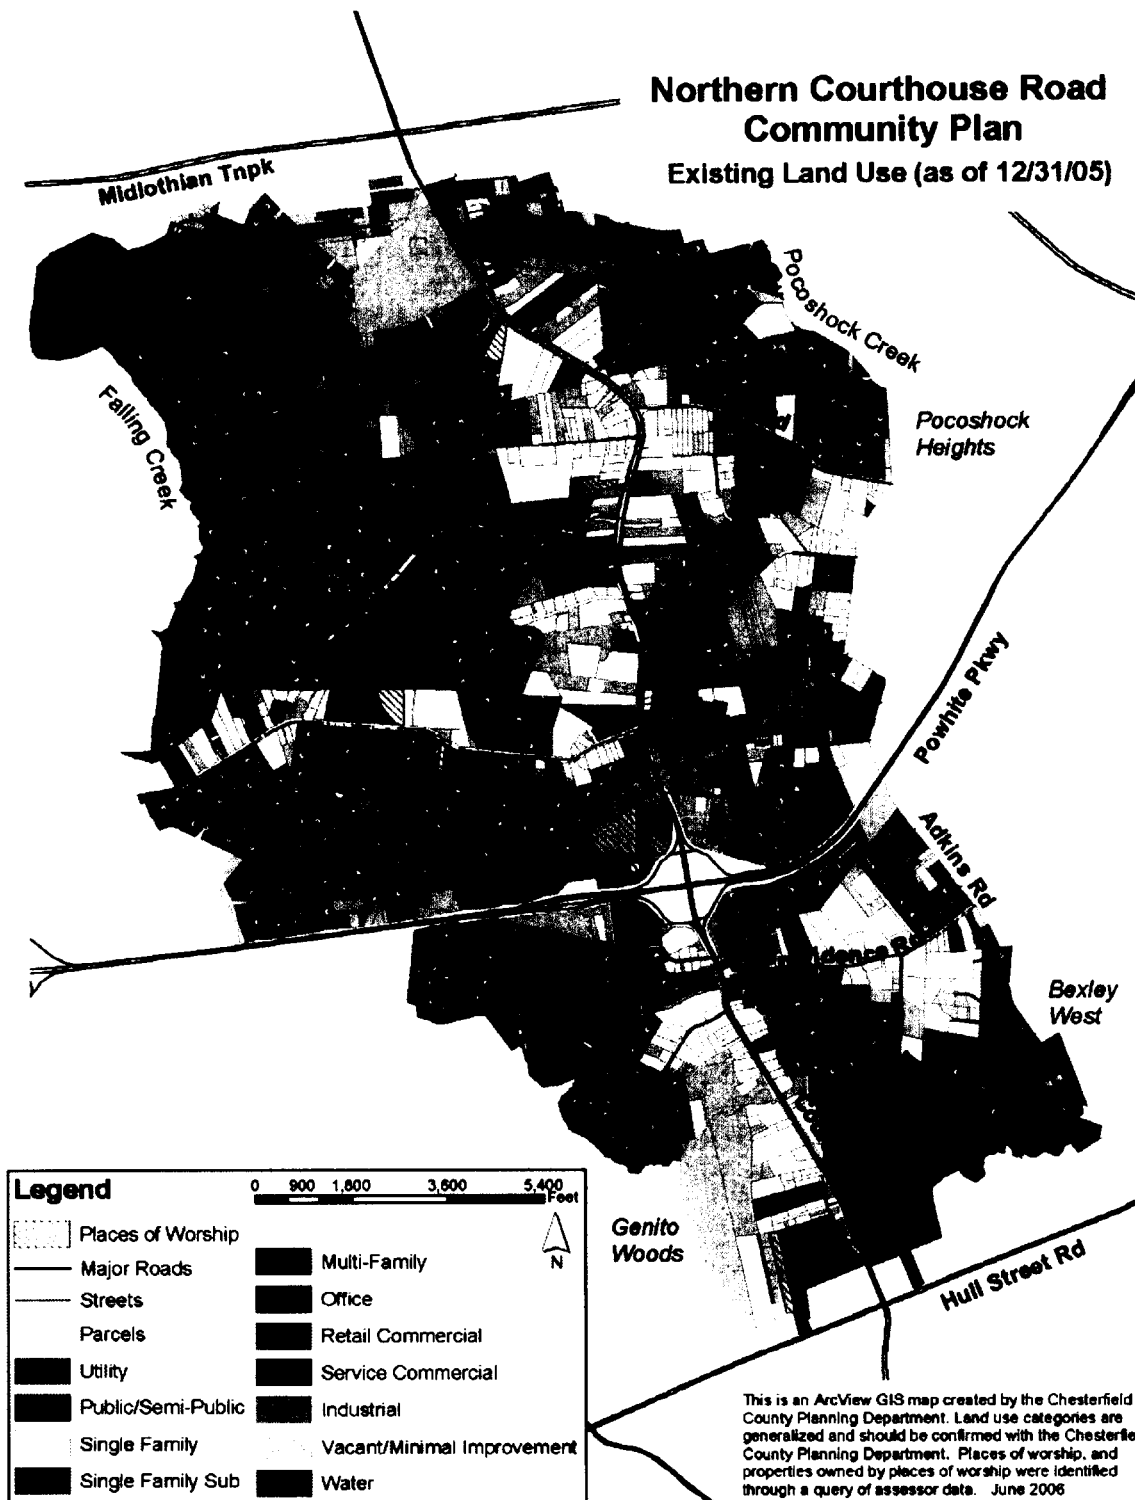 Northern Courthouse Road
Community Plan
Existing Land Use (as of 12/31/05)
Midlothian Tnpk
Pocoshock Creek
Falling Creek
Pocoshock
Heights
Powhite Pkwy
Adkins Rd
Bexley
West
Genito
Woods
Hull Street Rd
Legend
0 900 1,800 3,600 5,400
Feet
N
Places of Worship
Major Roads
Streets
Parcels
Utility
Public/Semi-Public
Single Family
Single Family Sub
Multi-Family
Office
Retail Commercial
Service Commercial
Industrial
Vacant/Minimal Improvement
Water
This is an ArcView GIS map created by the Chesterfield
County Planning Department. Land use categories are
generalized and should be confirmed with the Chesterfie
County Planning Department. Places of worship, and
properties owned by places of worship were identified
through a query of assessor data. June 2006